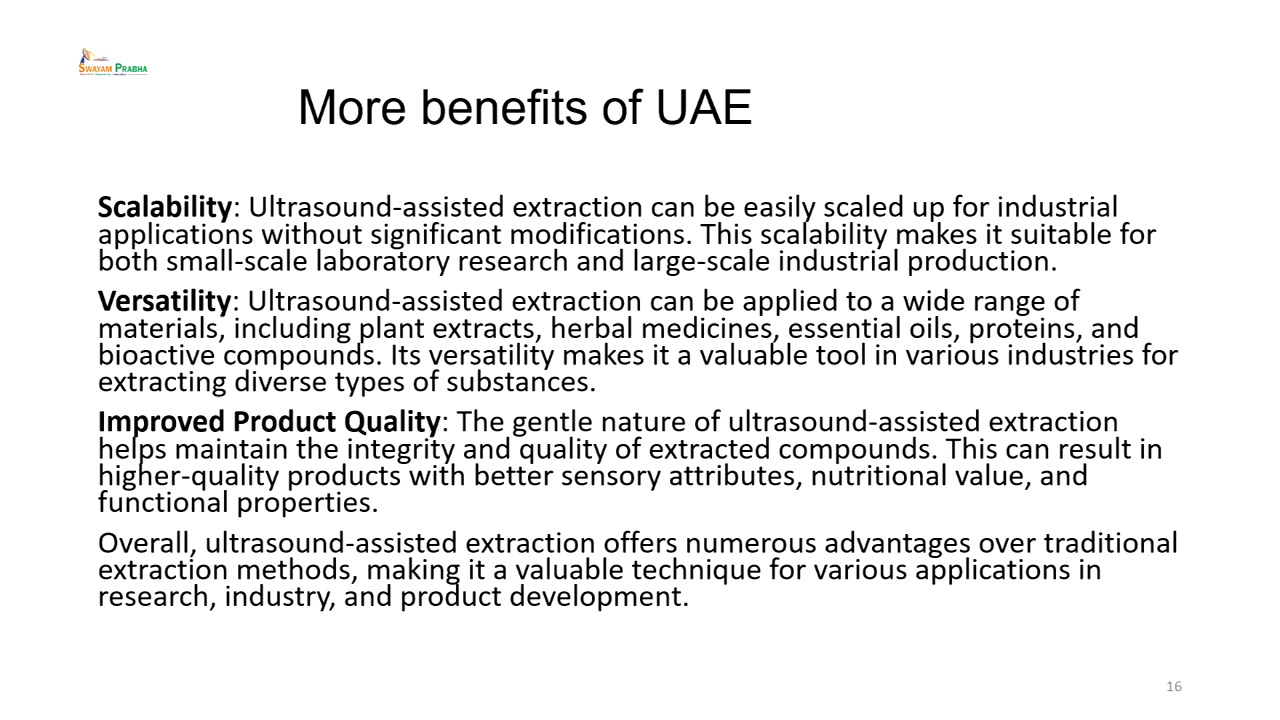 SWAYAM PRABHA
More benefits of UAE
Scalability: Ultrasound-assisted extraction can be easily scaled up for industrial
applications without significant modifications. This scalability makes it suitable for
both small-scale laboratory research and large-scale industrial production.
Versatility: Ultrasound-assisted extraction can be applied to a wide range of
materials, including plant extracts, herbal medicines, essential oils, proteins, and
bioactive compounds. Its versatility makes it a valuable tool in various industries for
extracting diverse types of substances.
Improved Product Quality: The gentle nature of ultrasound-assisted extraction
helps maintain the integrity and quality of extracted compounds. This can result in
higher-quality products with better sensory attributes, nutritional value, and
functional properties.
Overall, ultrasound-assisted extraction offers numerous advantages over traditional
extraction methods, making it a valuable technique for various applications in
research, industry, and product development.
16